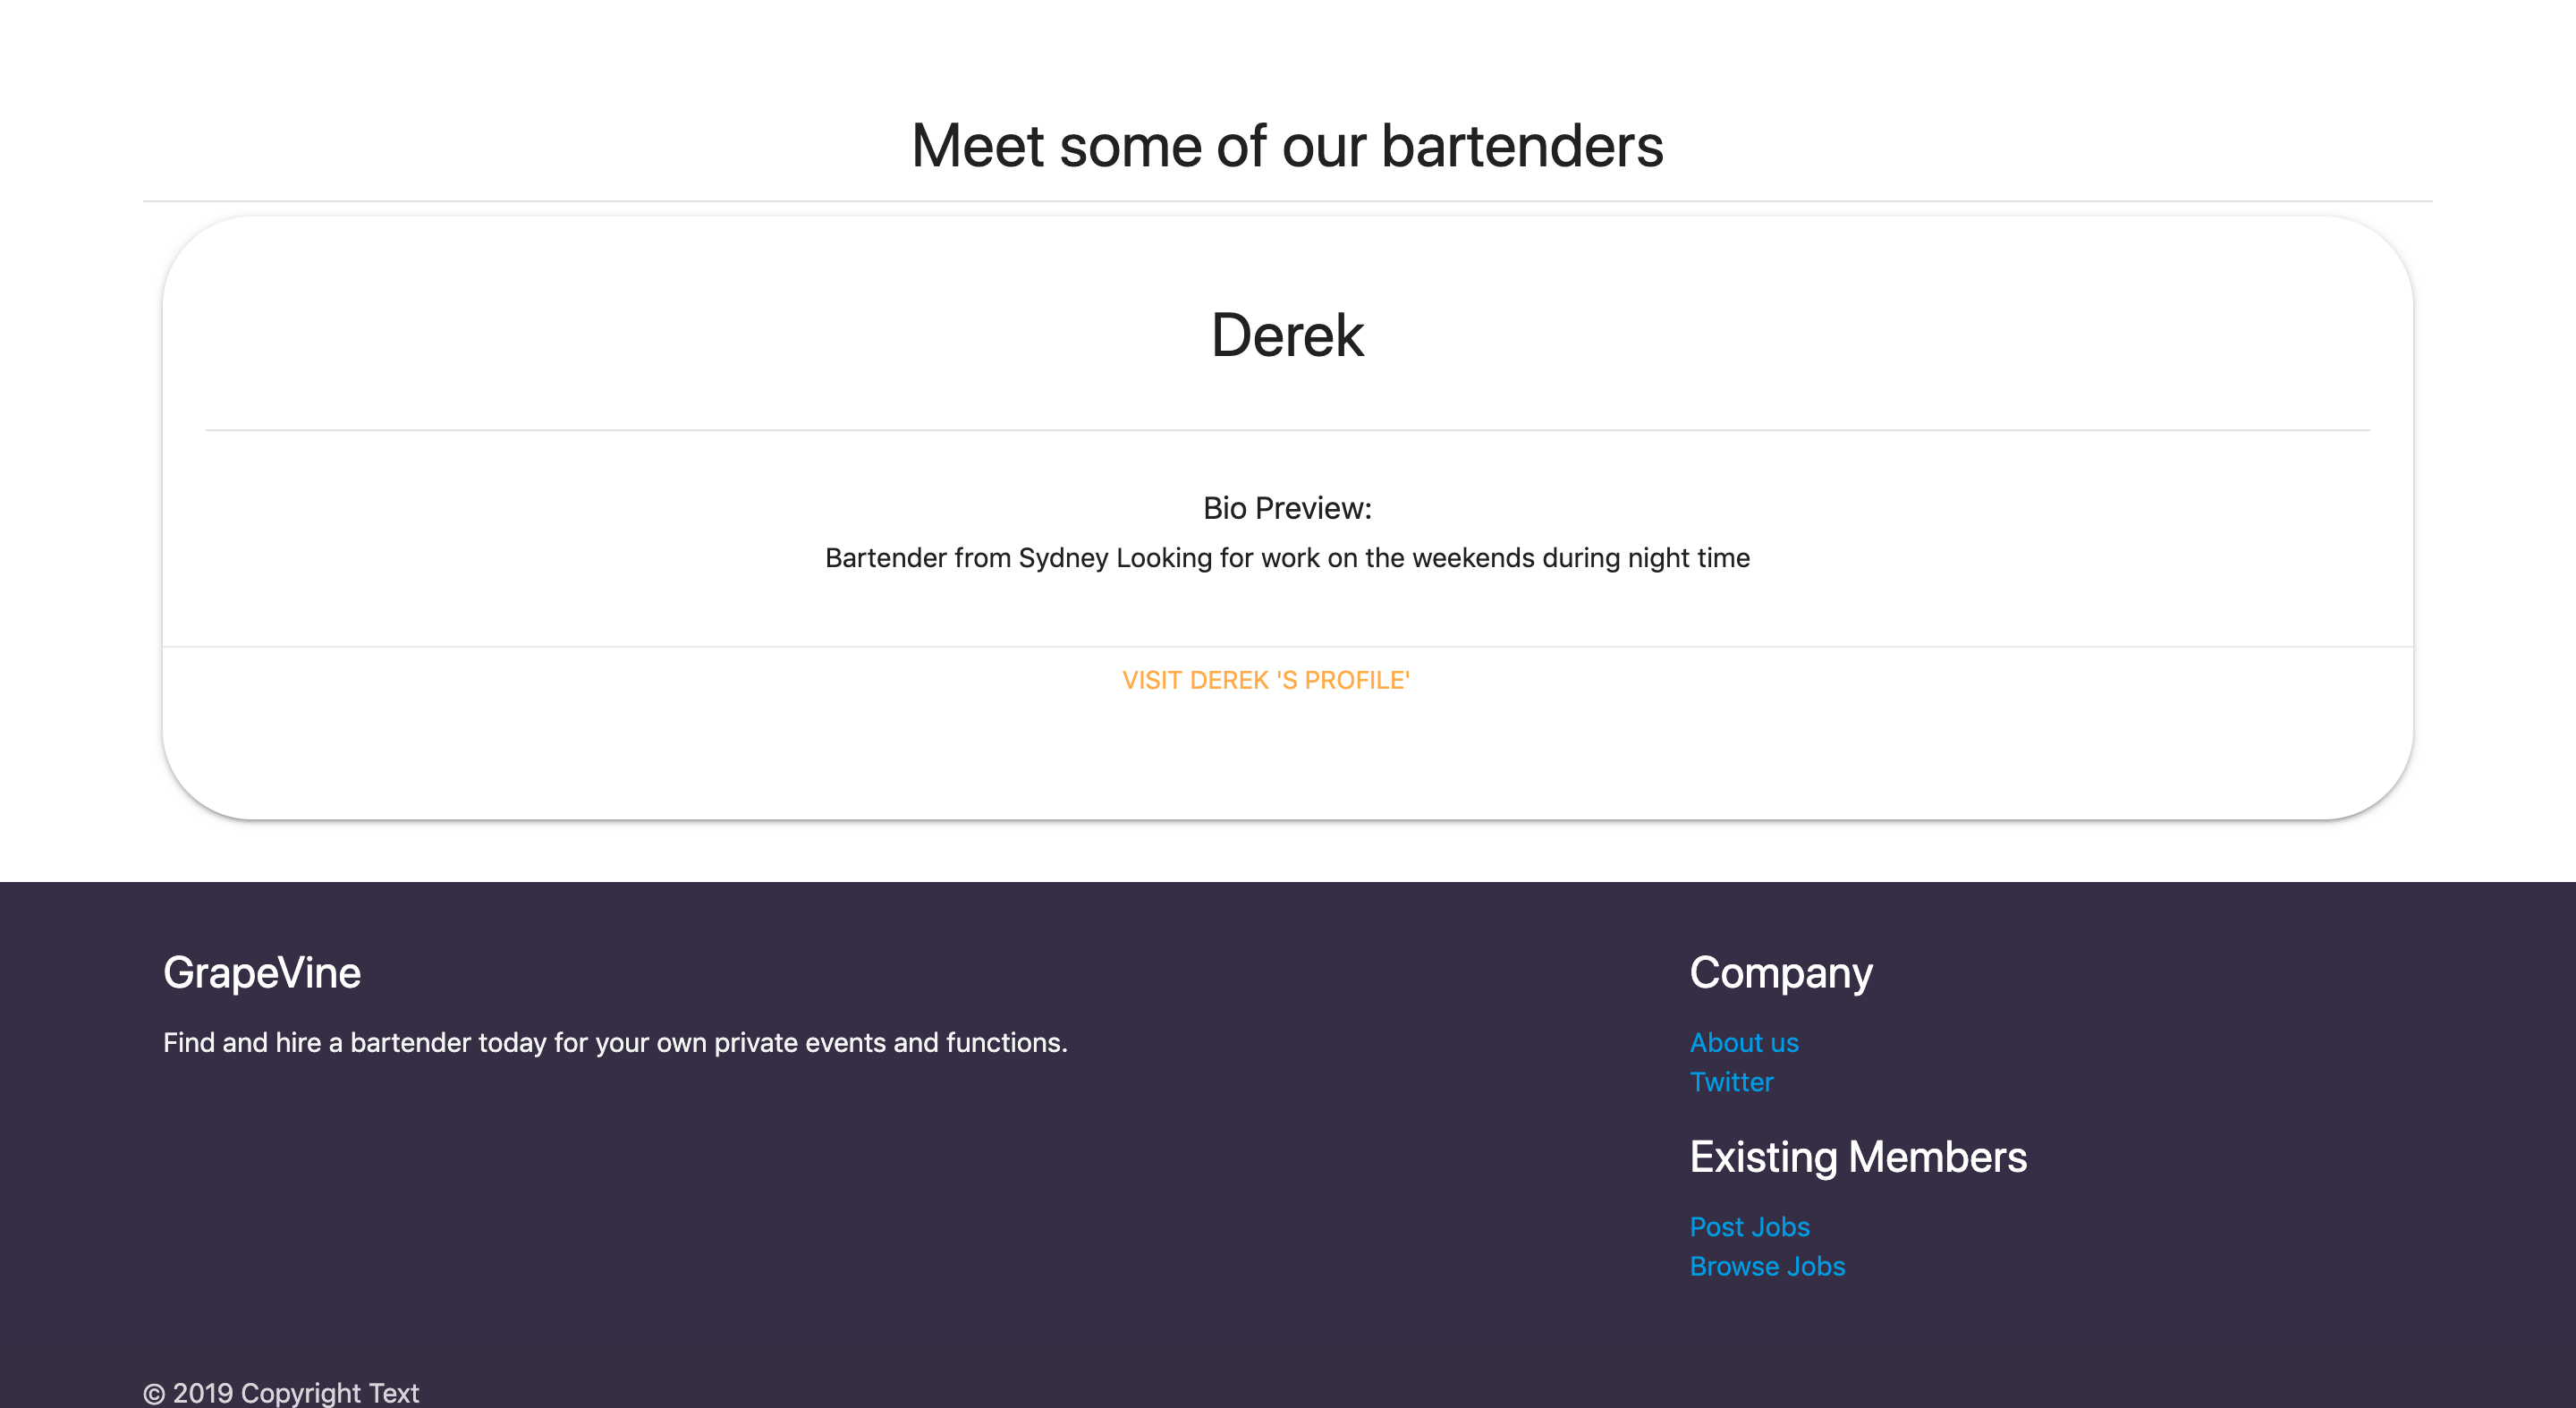 Meet some of our bartenders
Derek
Bio Preview:
Bartender from Sydney Looking for work on the weekends during night time
VISIT DEREK 'S PROFILE'
GrapeVine
Find and hire a bartender today for your own private events and functions.
Company
About us
Twitter
Existing Members
Post Jobs
Browse Jobs
© 2019 Copyright Text